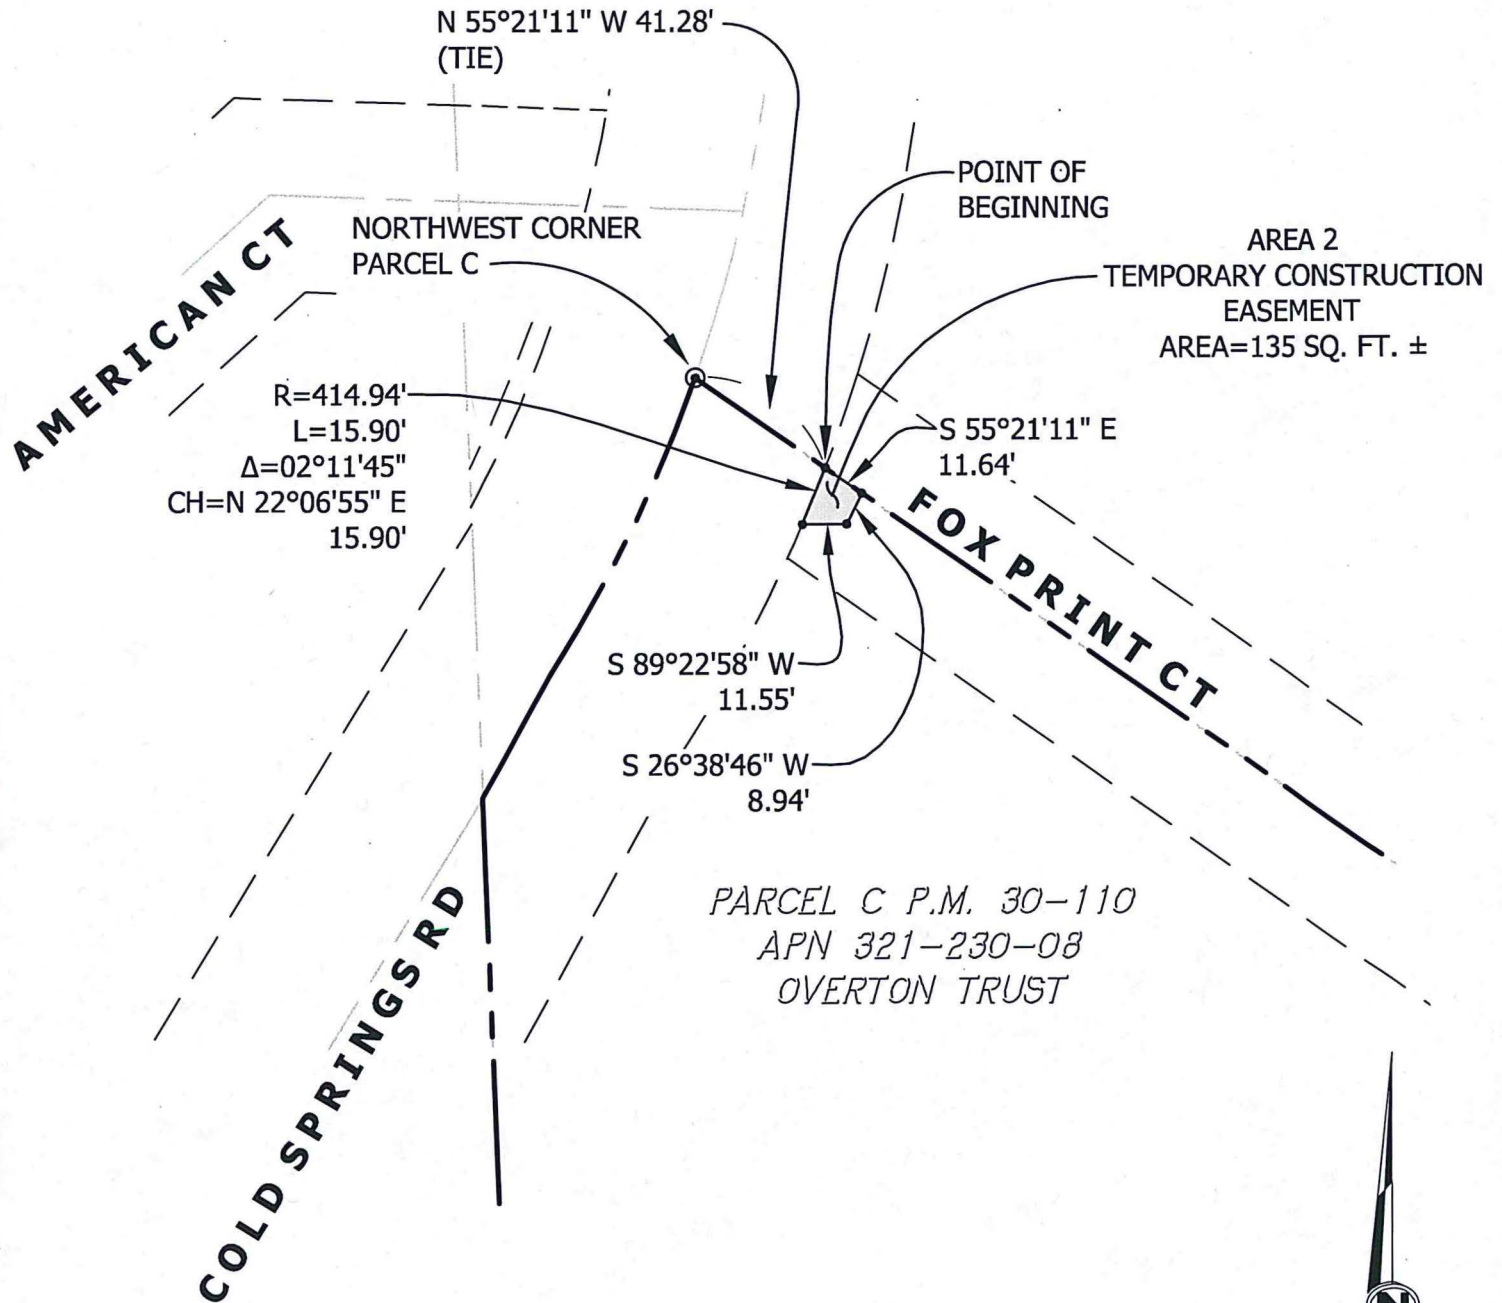 N 55°21'11" W 41.28'
(TIE)
POINT OF
BEGINNING
NORTHWEST CORNER
PARCEL C
AREA 2
TEMPORARY CONSTRUCTION
EASEMENT
AREA=135 SQ. FT. ±
AMERICAN CT
R=414.94'
L=15.90'
Δ=02°11'45"
CH=N 22°06'55" E
15.90'
S 55°21'11" E
11.64'
FOX PRINT CT
S 89°22'58" W
11.55'
S 26°38'46" W
8.94'
PARCEL C P.M. 30-110
APN 321-230-08
OVERTON TRUST
COLD SPRINGS RD
N